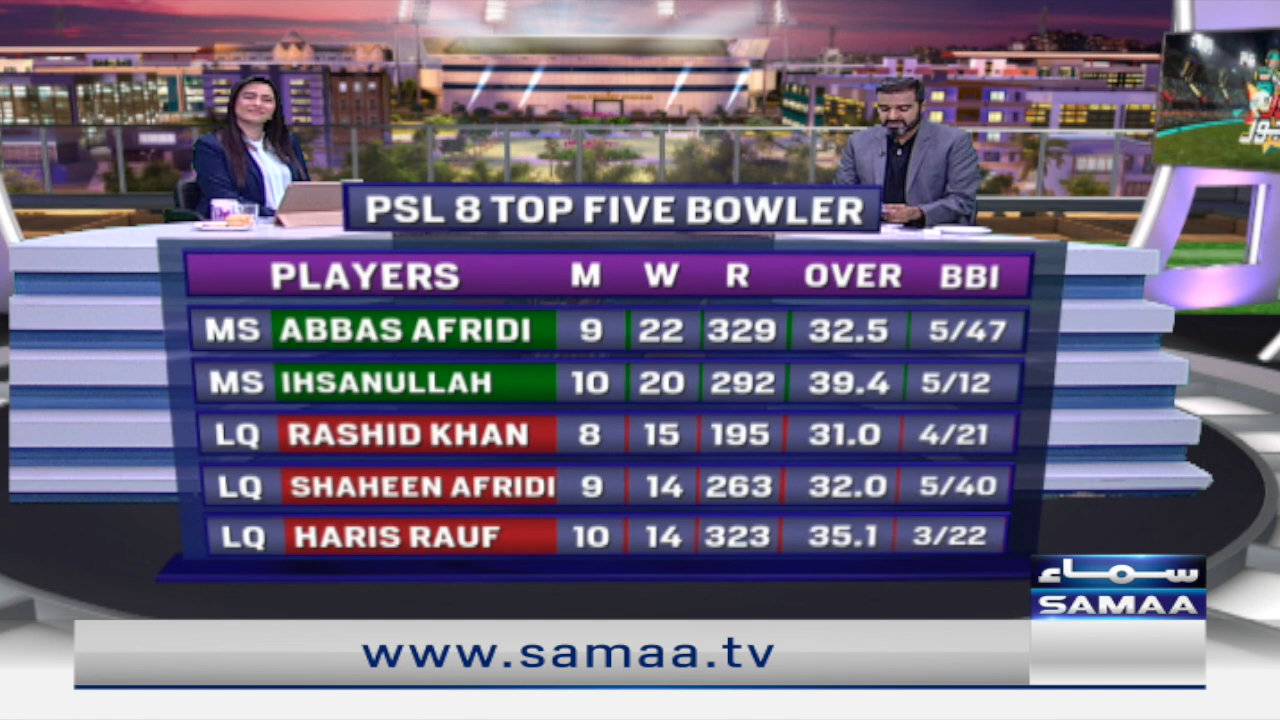 PSL 8 TOP FIVE BOWLER
PLAYERS M W R OVER BBI
MS ABBAS AFRIDI 9 22 329 32.5 5/47
MS IHSANULLAH 10 20 292 39.4 5/12
LQ RASHID KHAN 8 15 195 31.0 4/21
LQ SHAHEEN AFRIDI 9 14 263 32.0 5/40
LQ HARIS RAUF 10 14 323 35.1 3/22
سماء
SAMAA
www.samaa.tv